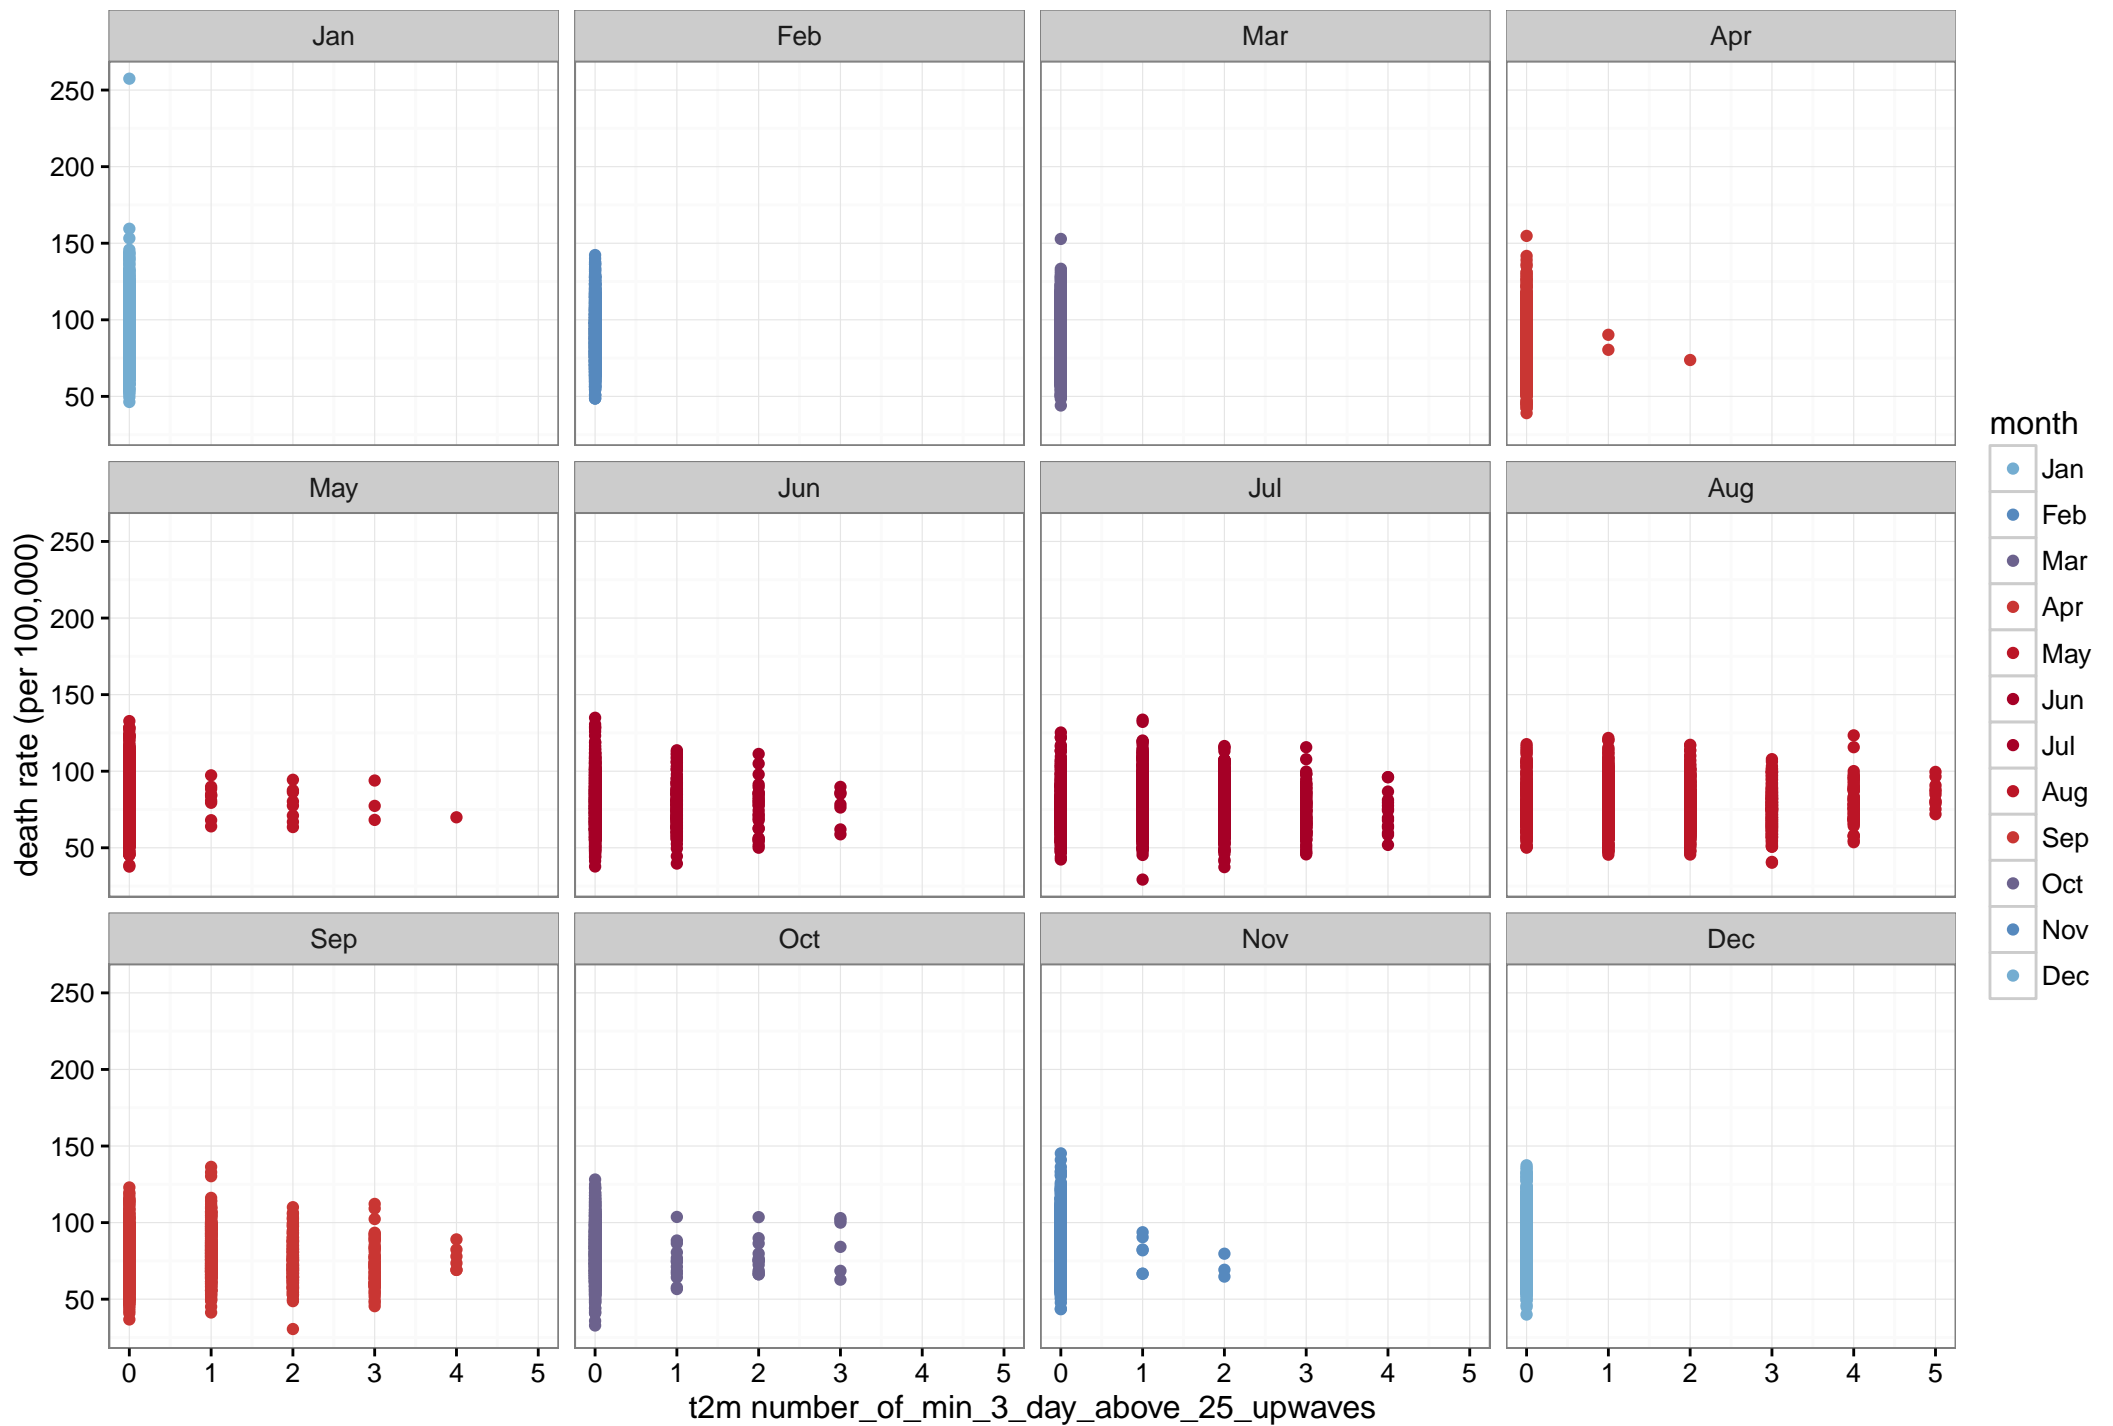 Jan Feb Mar Apr
250
200
150
100
50
May Jun Jul Aug
250
200
150
100
50
Sep Oct Nov Dec
250
200
150
100
50
0 1 2 3 4 5 0 1 2 3 4 5 0 1 2 3 4 5 0 1 2 3 4 5
t2m number_of_min_3_day_above_25_upwaves
death rate (per 100,000)
month
Jan
Feb
Mar
Apr
May
Jun
Jul
Aug
Sep
Oct
Nov
Dec